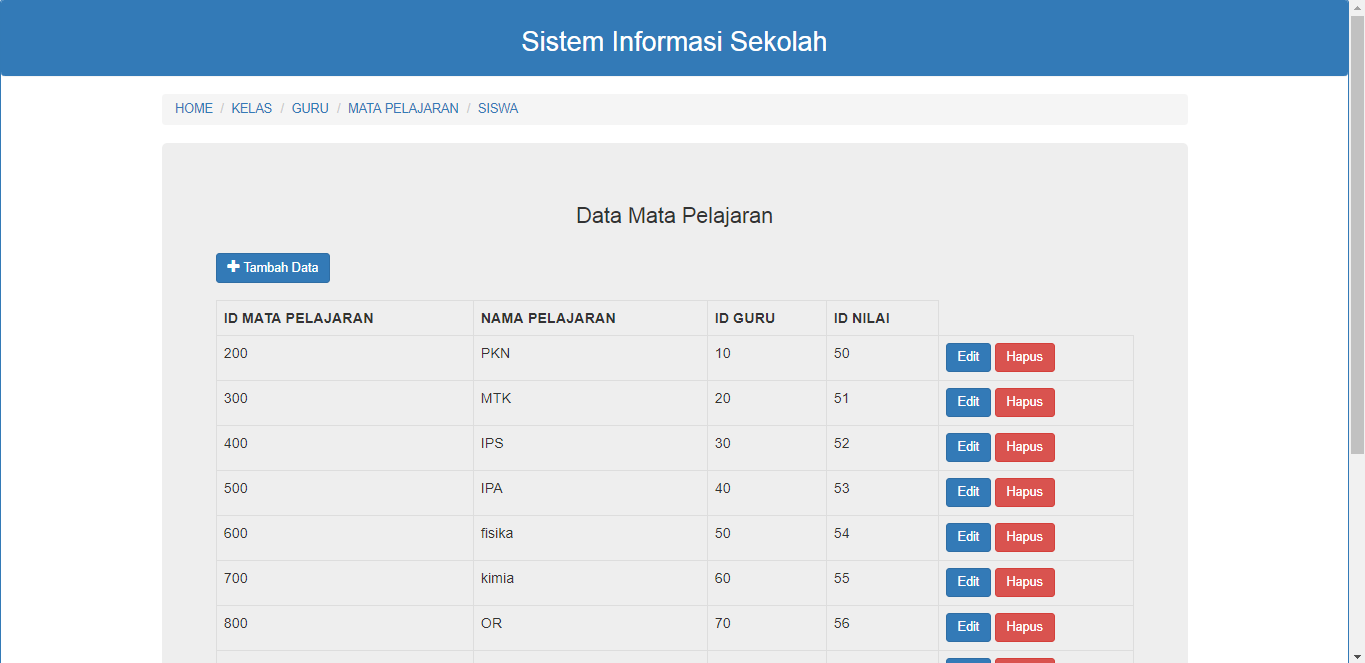 Sistem Informasi Sekolah
HOME / KELAS / GURU / MATA PELAJARAN / SISWA
Data Mata Pelajaran
Tambah Data
ID MATA PELAJARAN NAMA PELAJARAN ID GURU ID NILAI
200 PKN 10 50 Edit Hapus
300 MTK 20 51 Edit Hapus
400 IPS 30 52 Edit Hapus
500 IPA 40 53 Edit Hapus
600 fisika 50 54 Edit Hapus
700 kimia 60 55 Edit Hapus
800 OR 70 56 Edit Hapus